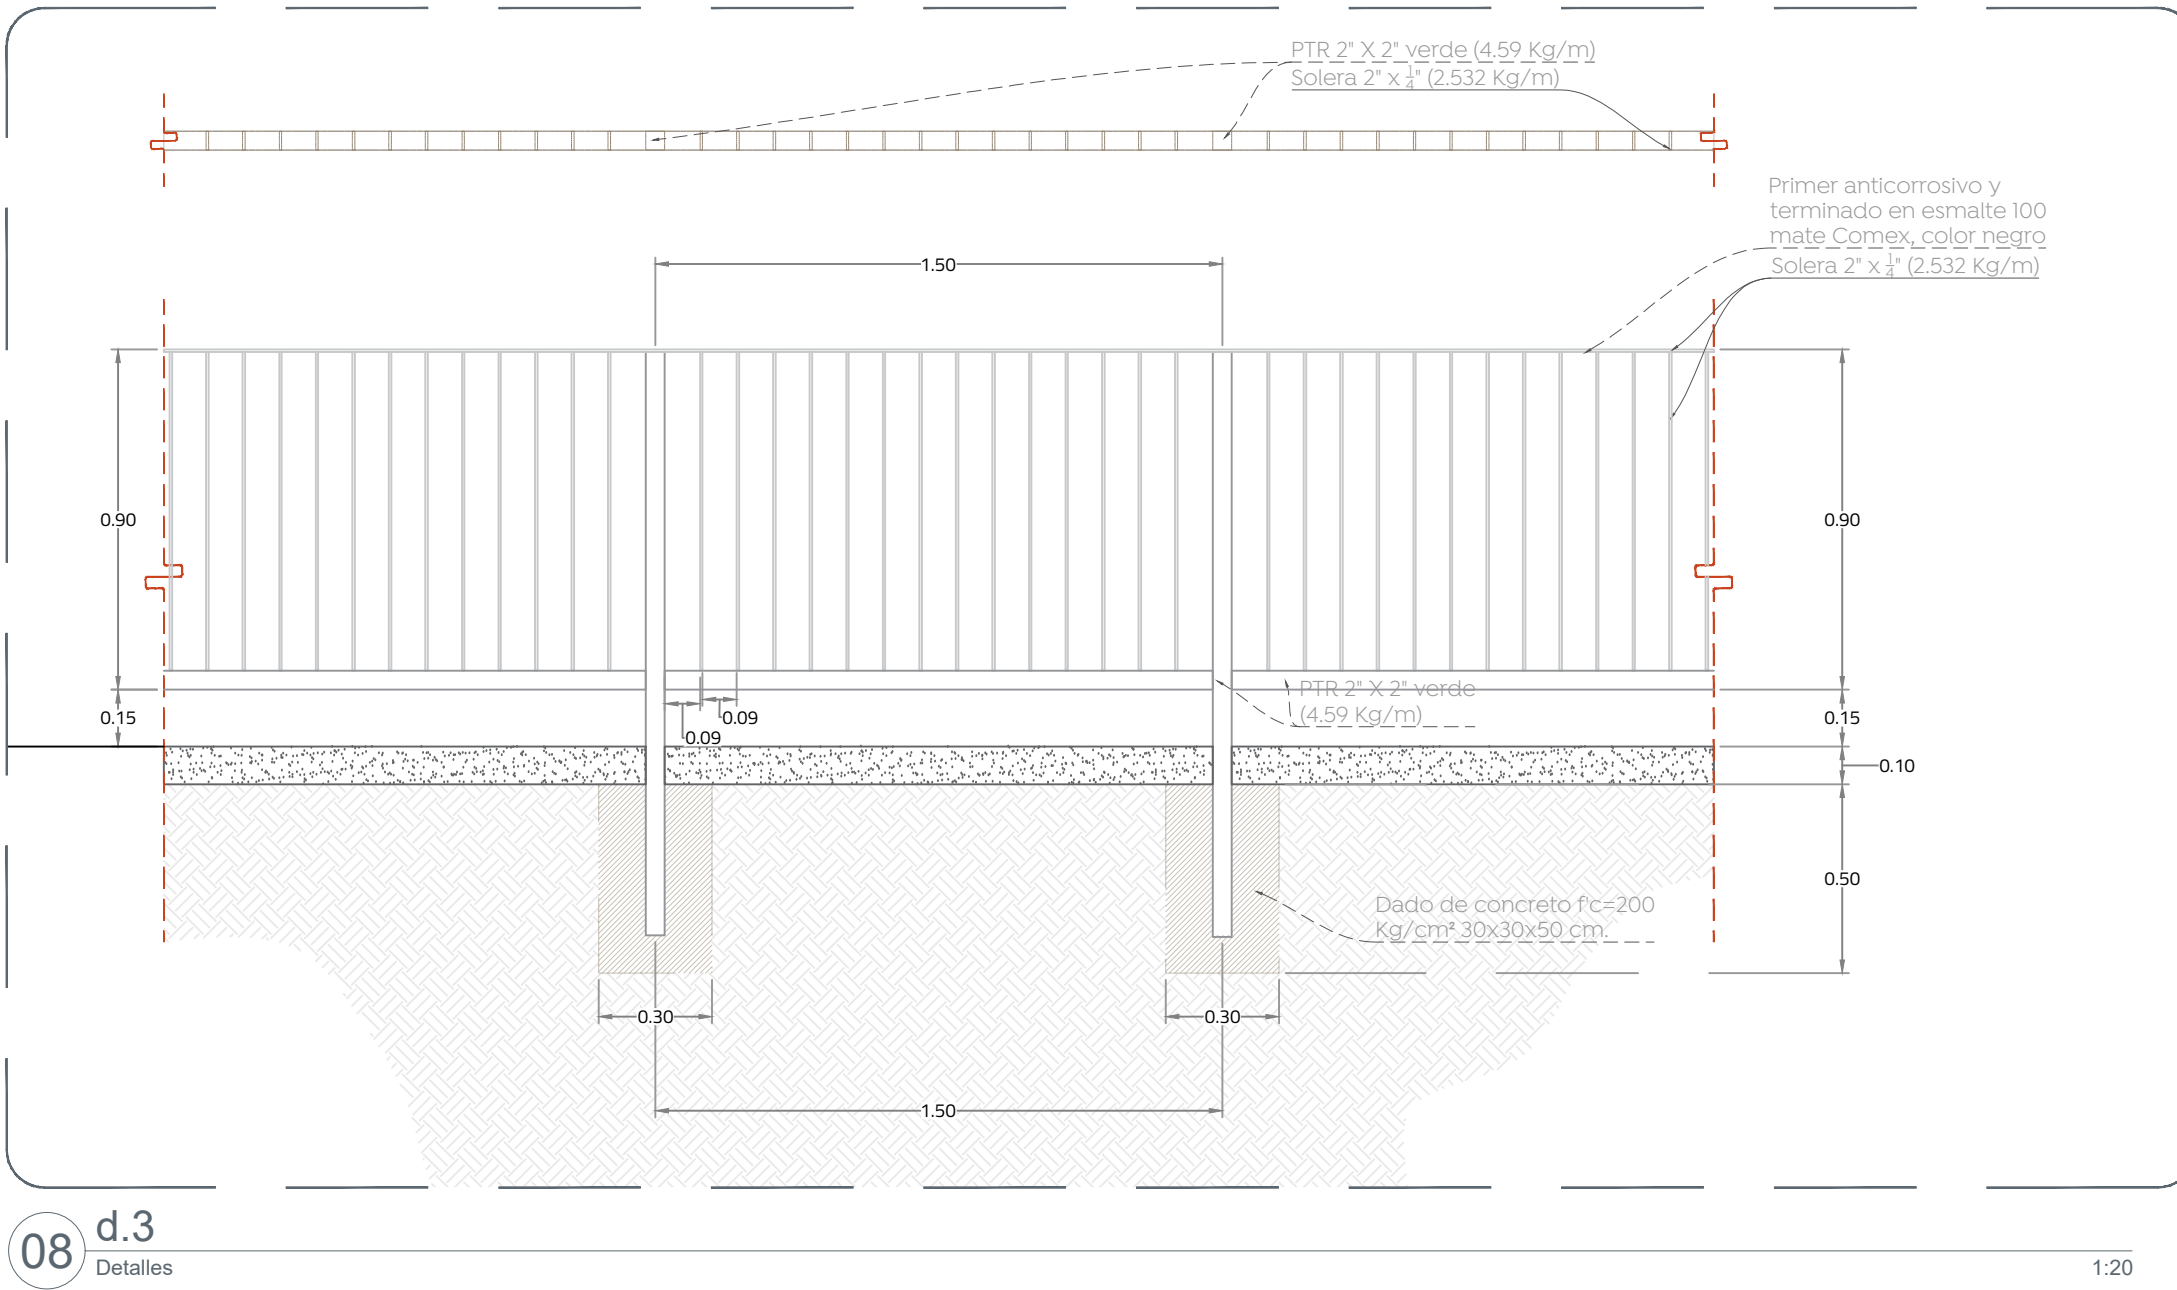 PTR 2" X 2" verde (4.59 Kg/m)
Solera 2" x 1/4" (2.532 Kg/m)
Primer anticorrosivo y
terminado en esmalte 100
mate Comex, color negro
Solera 2" x 1/4" (2.532 Kg/m)
1.50
0.90
0.90
0.15
0.09
0.09
PTR 2" X 2" verde
(4.59 Kg/m)
0.15
0.10
0.50
Dado de concreto f'c=200
Kg/cm² 30x30x50 cm.
0.30
0.30
1.50
08
d.3
Detalles
1:20